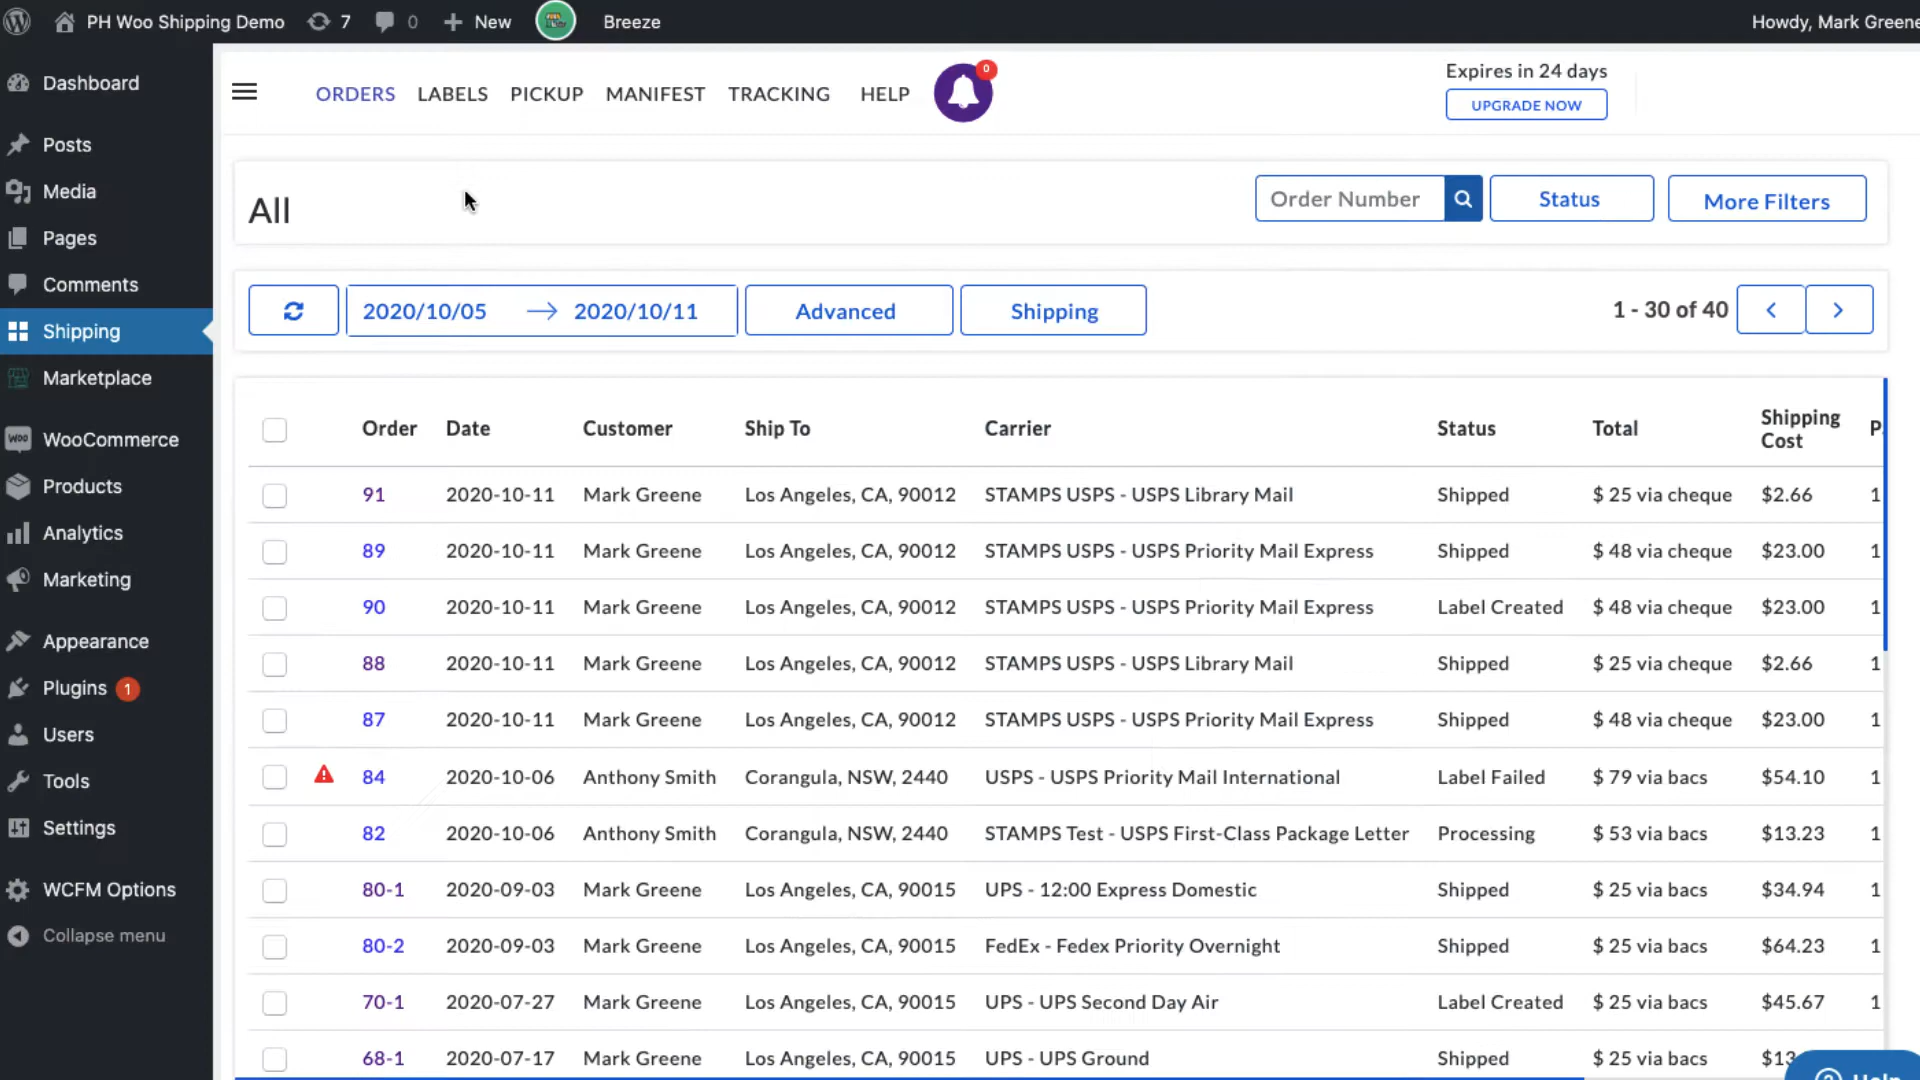 PH Woo Shipping Demo 7 0 New Breeze Howdy, Mark Greene
Dashboard
Posts
Media
Pages
Comments
Shipping
Marketplace
WooCommerce
Products
Analytics
Marketing
Appearance
Plugins 1
Users
Tools
Settings
WCFM Options
Collapse menu
ORDERS LABELS PICKUP MANIFEST TRACKING HELP 0
Expires in 24 days
UPGRADE NOW
All
Order Number Status More Filters
2020/10/05 → 2020/10/11 Advanced Shipping 1 - 30 of 40
Order Date Customer Ship To Carrier Status Total Shipping Cost P
91 2020-10-11 Mark Greene Los Angeles, CA, 90012 STAMPS USPS - USPS Library Mail Shipped $ 25 via cheque $2.66 1
89 2020-10-11 Mark Greene Los Angeles, CA, 90012 STAMPS USPS - USPS Priority Mail Express Shipped $ 48 via cheque $23.00 1
90 2020-10-11 Mark Greene Los Angeles, CA, 90012 STAMPS USPS - USPS Priority Mail Express Label Created $ 48 via cheque $23.00 1
88 2020-10-11 Mark Greene Los Angeles, CA, 90012 STAMPS USPS - USPS Library Mail Shipped $ 25 via cheque $2.66 1
87 2020-10-11 Mark Greene Los Angeles, CA, 90012 STAMPS USPS - USPS Priority Mail Express Shipped $ 48 via cheque $23.00 1
84 2020-10-06 Anthony Smith Corangula, NSW, 2440 USPS - USPS Priority Mail International Label Failed $ 79 via bacs $54.10 1
82 2020-10-06 Anthony Smith Corangula, NSW, 2440 STAMPS Test - USPS First-Class Package Letter Processing $ 53 via bacs $13.23 1
80-1 2020-09-03 Mark Greene Los Angeles, CA, 90015 UPS - 12:00 Express Domestic Shipped $ 25 via bacs $34.94 1
80-2 2020-09-03 Mark Greene Los Angeles, CA, 90015 FedEx - Fedex Priority Overnight Shipped $ 25 via bacs $64.23 1
70-1 2020-07-27 Mark Greene Los Angeles, CA, 90015 UPS - UPS Second Day Air Label Created $ 25 via bacs $45.67 1
68-1 2020-07-17 Mark Greene Los Angeles, CA, 90015 UPS - UPS Ground Shipped $ 25 via bacs
Help